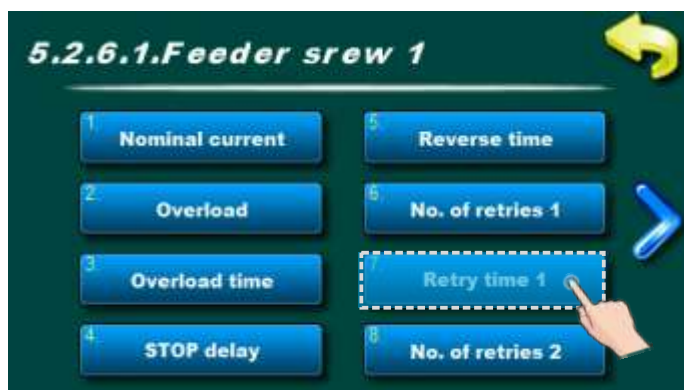 5.2.6.1.Feeder srew 1
1. Nominal current
2. Overload
3. Overload time
4. STOP delay
5. Reverse time
6. No. of retries 1
7. Retry time 1
8. No. of retries 2